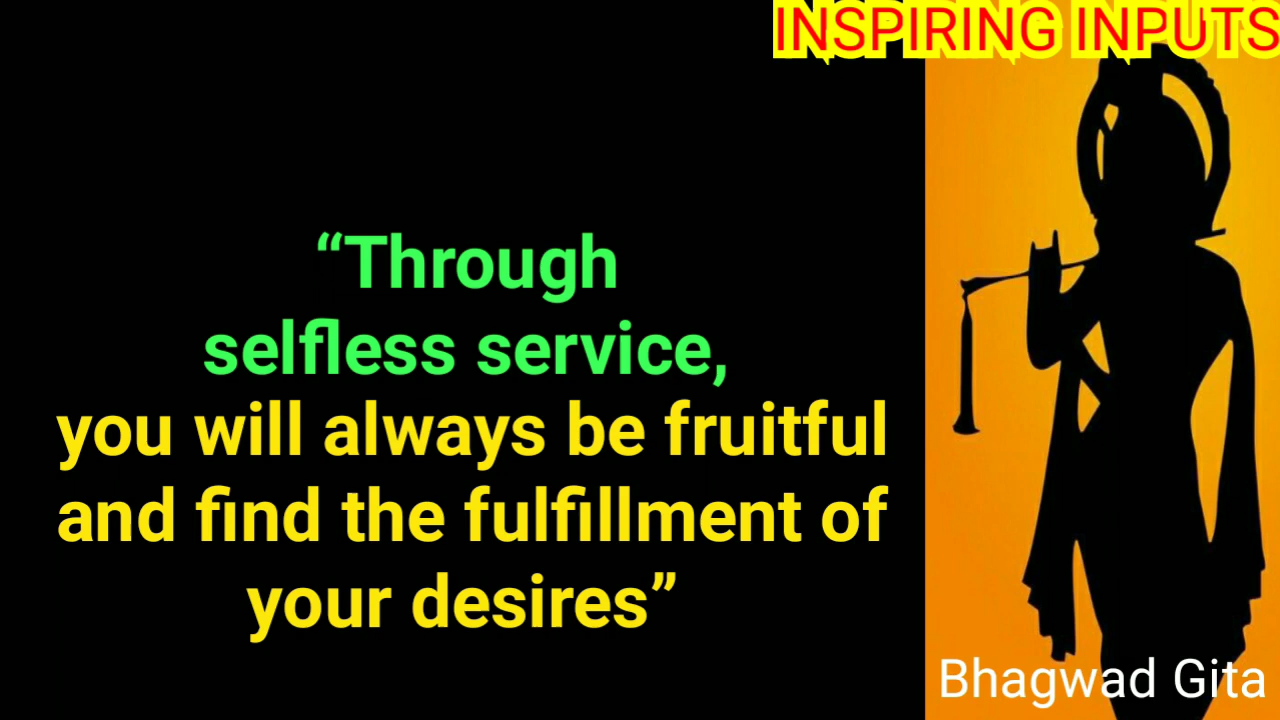 INSPIRING INPUTS
“Through
selfless service,
you will always be fruitful
and find the fulfillment of
your desires”
Bhagwad Gita